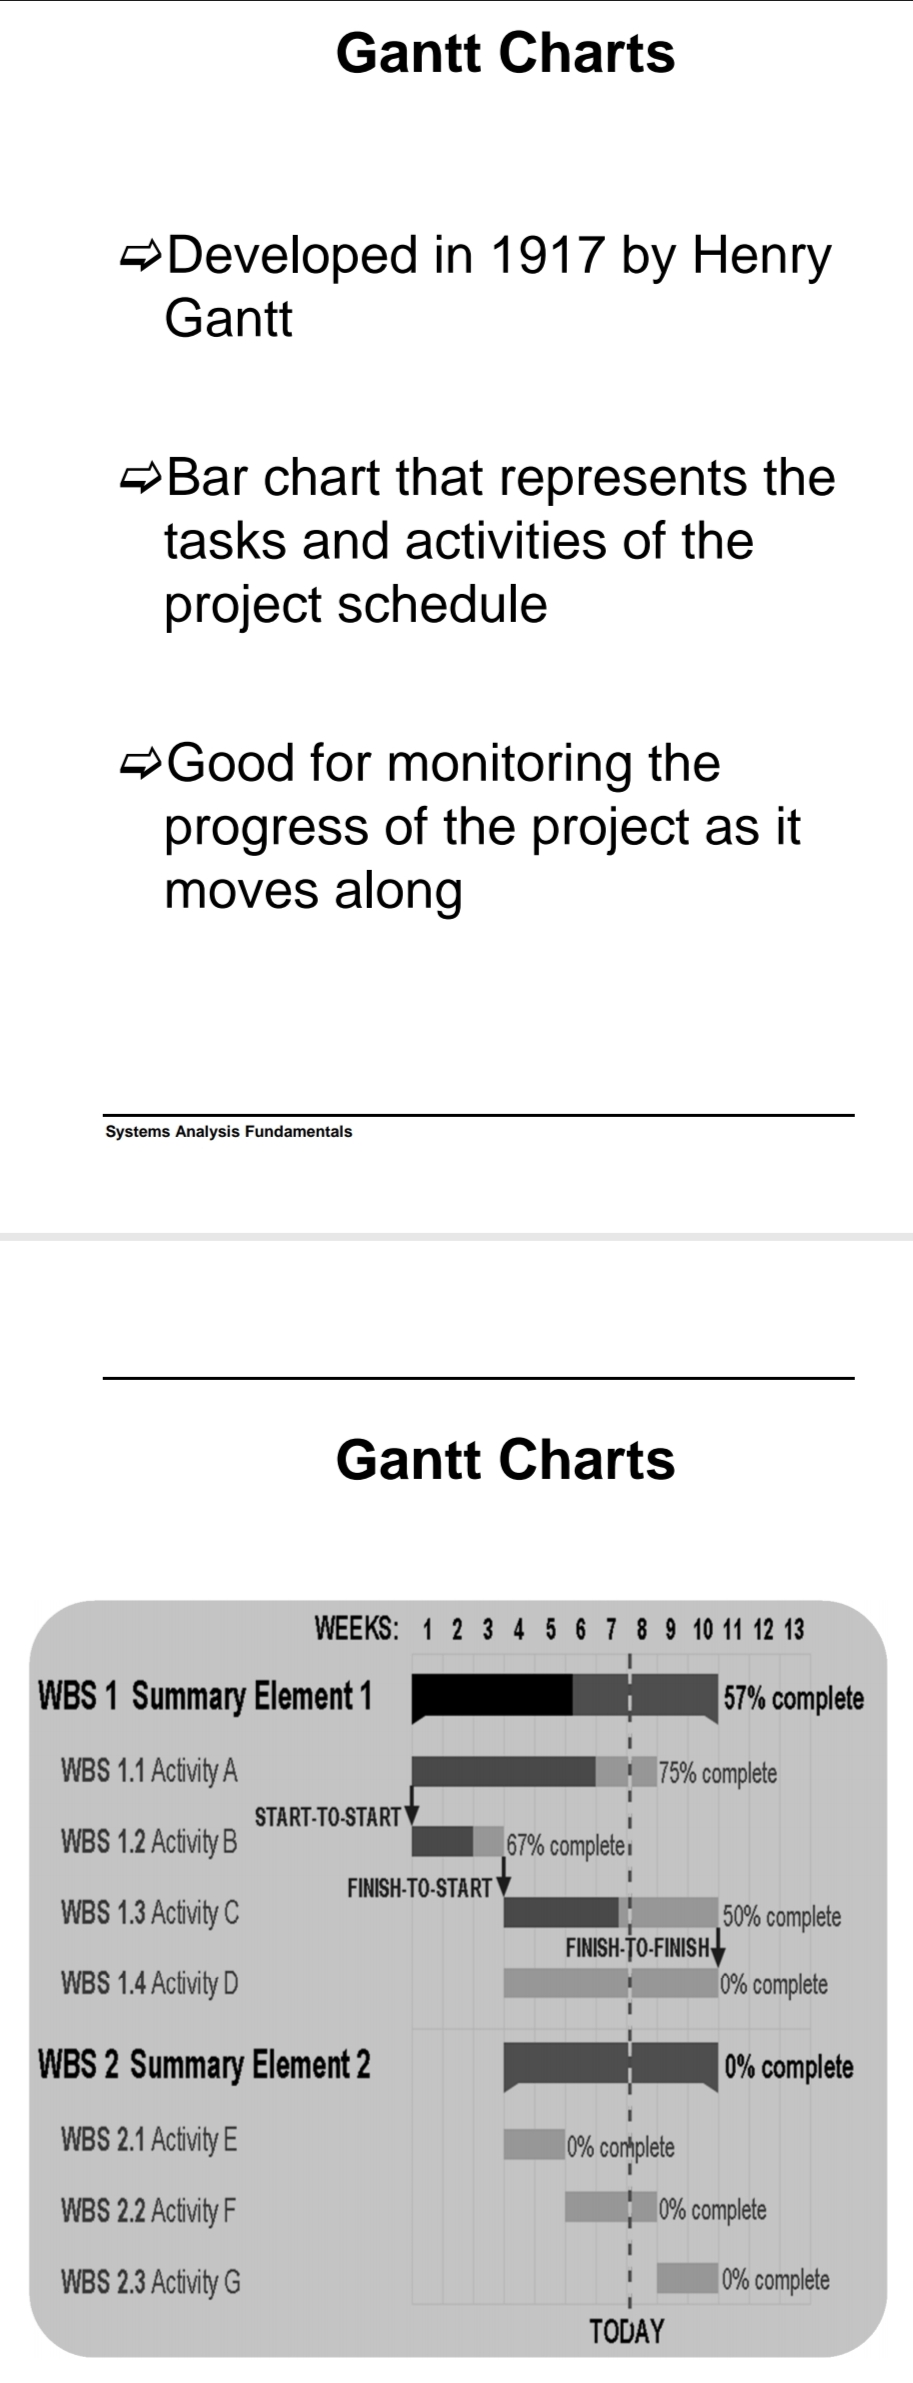 Gantt Charts
⇨Developed in 1917 by Henry
Gantt
⇨Bar chart that represents the
tasks and activities of the
project schedule
⇨Good for monitoring the
progress of the project as it
moves along
Systems Analysis Fundamentals
Gantt Charts
WEEKS: 1 2 3 4 5 6 7 8 9 10 11 12 13
WBS 1 Summary Element 1 57% complete
WBS 1.1 Activity A 75% complete
START-TO-START
WBS 1.2 Activity B 67% complete
FINISH-TO-START
WBS 1.3 Activity C 50% complete
FINISH-TO-FINISH
WBS 1.4 Activity D 0% complete
WBS 2 Summary Element 2 0% complete
WBS 2.1 Activity E 0% complete
WBS 2.2 Activity F 0% complete
WBS 2.3 Activity G 0% complete
TODAY